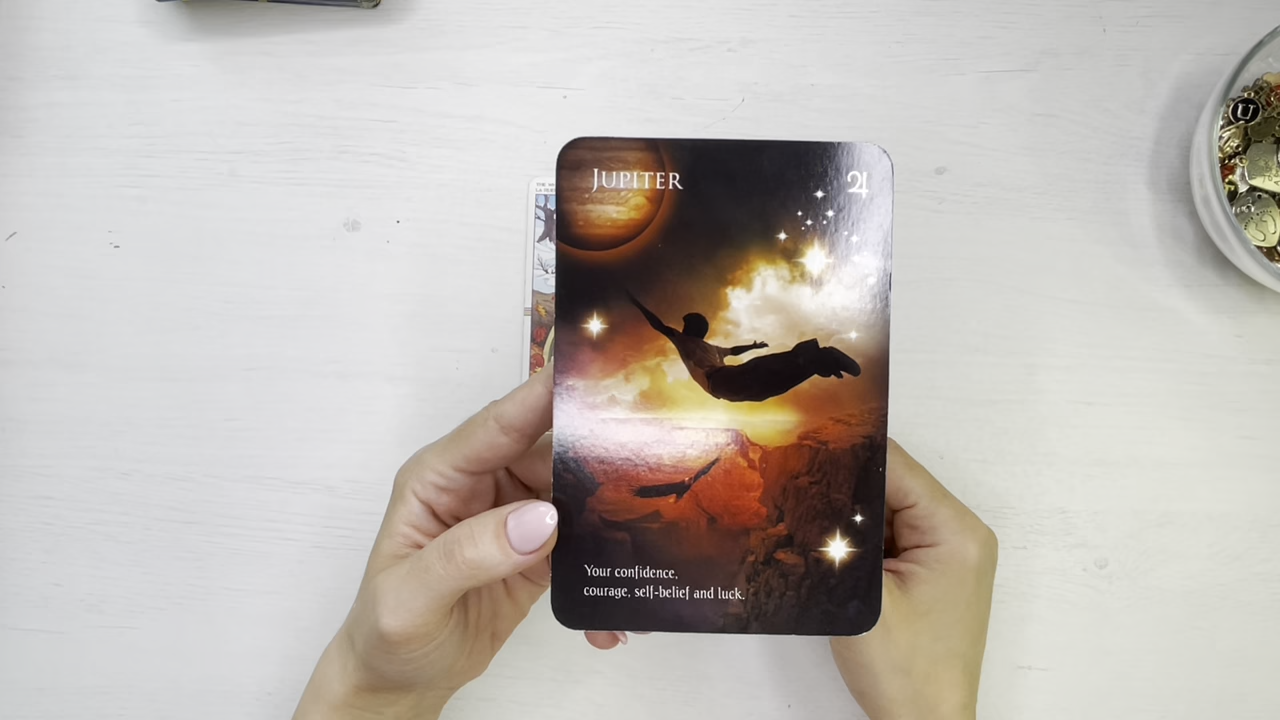 JUPITER ♃
Your confidence,
courage, self-belief and luck.
U